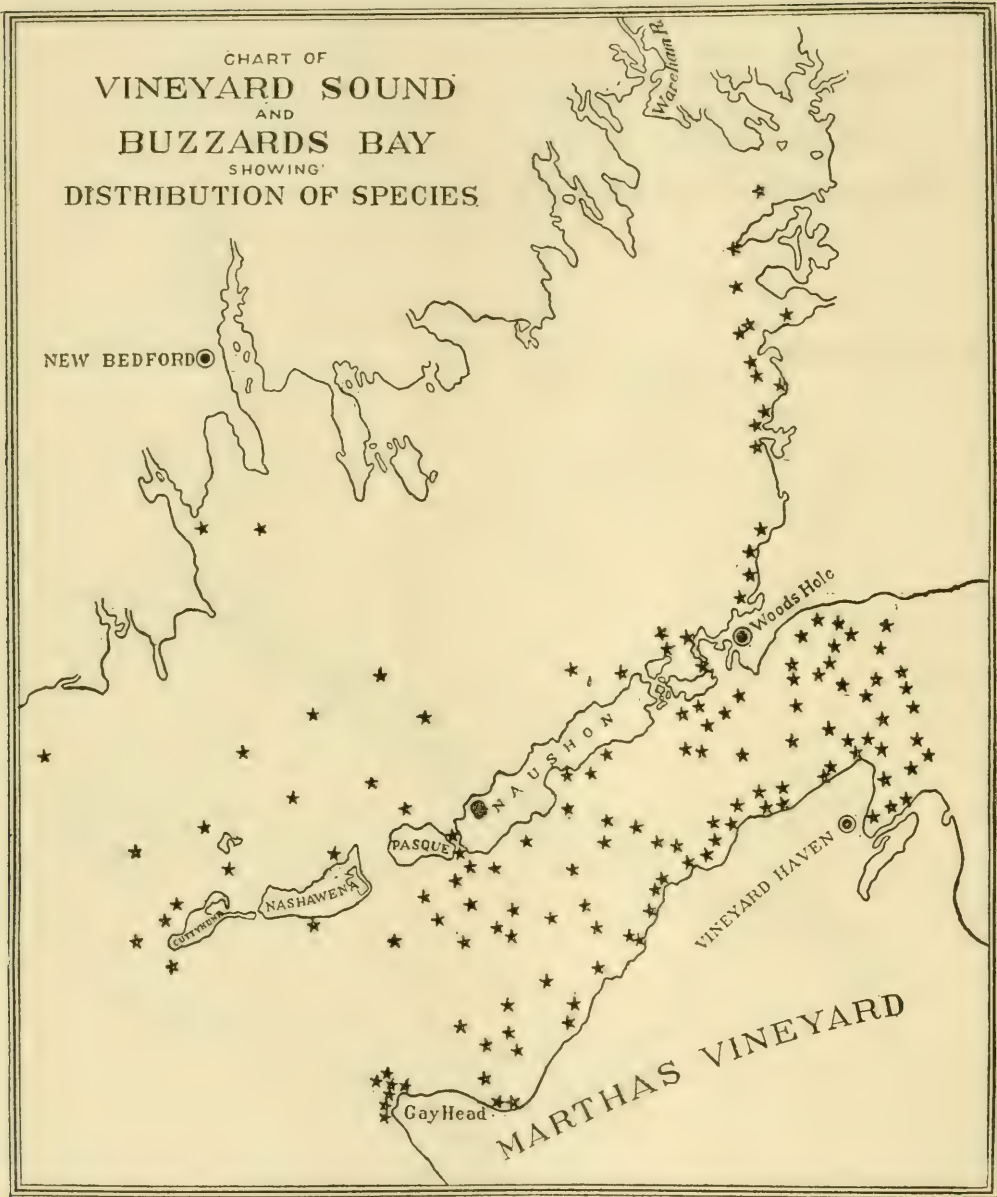 CHART OF
VINEYARD SOUND
AND
BUZZARDS BAY
SHOWING
DISTRIBUTION OF SPECIES
Wareham R.
NEW BEDFORD
Woods Hole
NAUSHON
PASQUE
NASHAWENA
CUTTYHUNK
VINEYARD HAVEN
MARTHAS VINEYARD
Gay Head